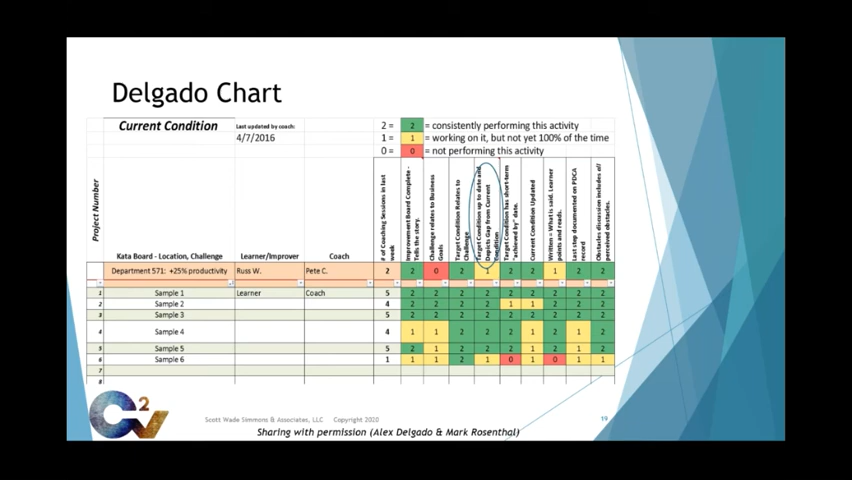 Delgado Chart
Current Condition
Last updated by coach:
4/7/2016
2 = 2 = consistently performing this activity
1 = 1 = working on it, but not yet 100% of the time
0 = 0 = not performing this activity
Project Number
Kata Board - Location, Challenge
Learner/Improver
Coach
# of Coaching Sessions in last week
Improvement Board Complete - Tells the story.
Challenge relates to Business Goals
Target Condition Relates to Challenge
Target Condition up to date and Depicts Gap from Current Condition
Target Condition has short-term "achieved by" date.
Current Condition Updated
Written = What is said. Learner points and reads.
Last step documented on PDCA record
Obstacles discussion includes all perceived obstacles.
Department 571: +25% productivity Russ W. Pete C. 2 2 0 2 1 2 2 1 2 2
1 Sample 1 Learner Coach 5 2 2 2 2 2 2 2 2 2
2 Sample 2 4 2 2 2 2 1 1 2 2 2
3 Sample 3 5 2 2 2 2 2 2 2 2 2
4 Sample 4 4 1 1 2 2 2 1 2 1 2
5 Sample 5 5 2 1 2 2 2 1 2 1 2
6 Sample 6 1 1 1 2 1 0 1 0 1 1
7
8
C2V
Scott Wade Simmons & Associates, LLC Copyright 2020
19
Sharing with permission (Alex Delgado & Mark Rosenthal)